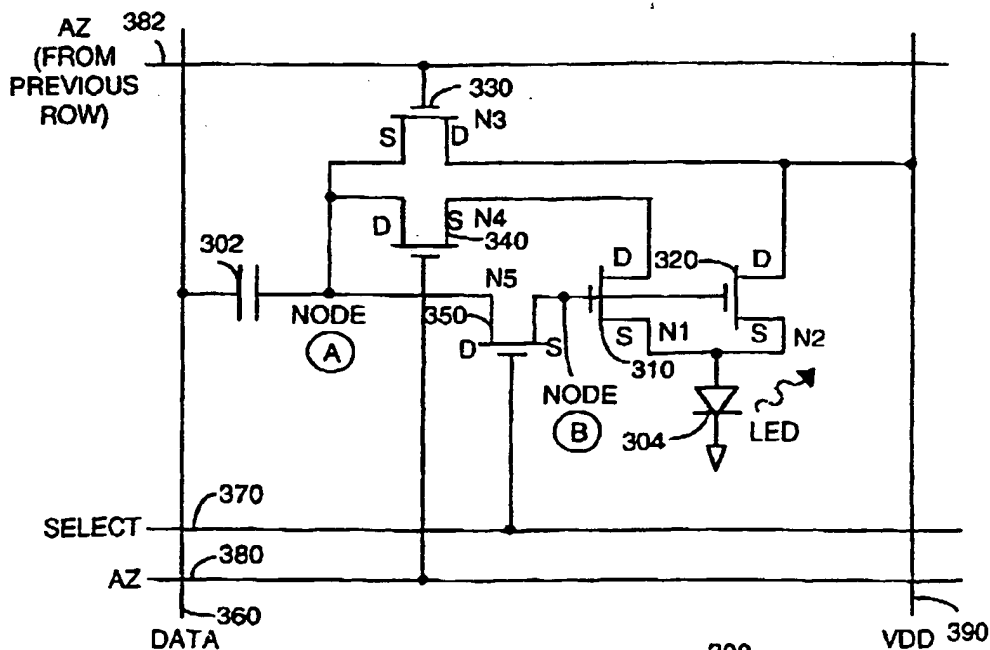 AZ
(FROM
PREVIOUS
ROW)
382
330
N3
S
D
D
S
N4
340
302
NODE
A
N5
350
D
S
NODE
B
320
D
D
S
N1
310
S
N2
304
LED
370
SELECT
380
AZ
360
DATA
390
VDD